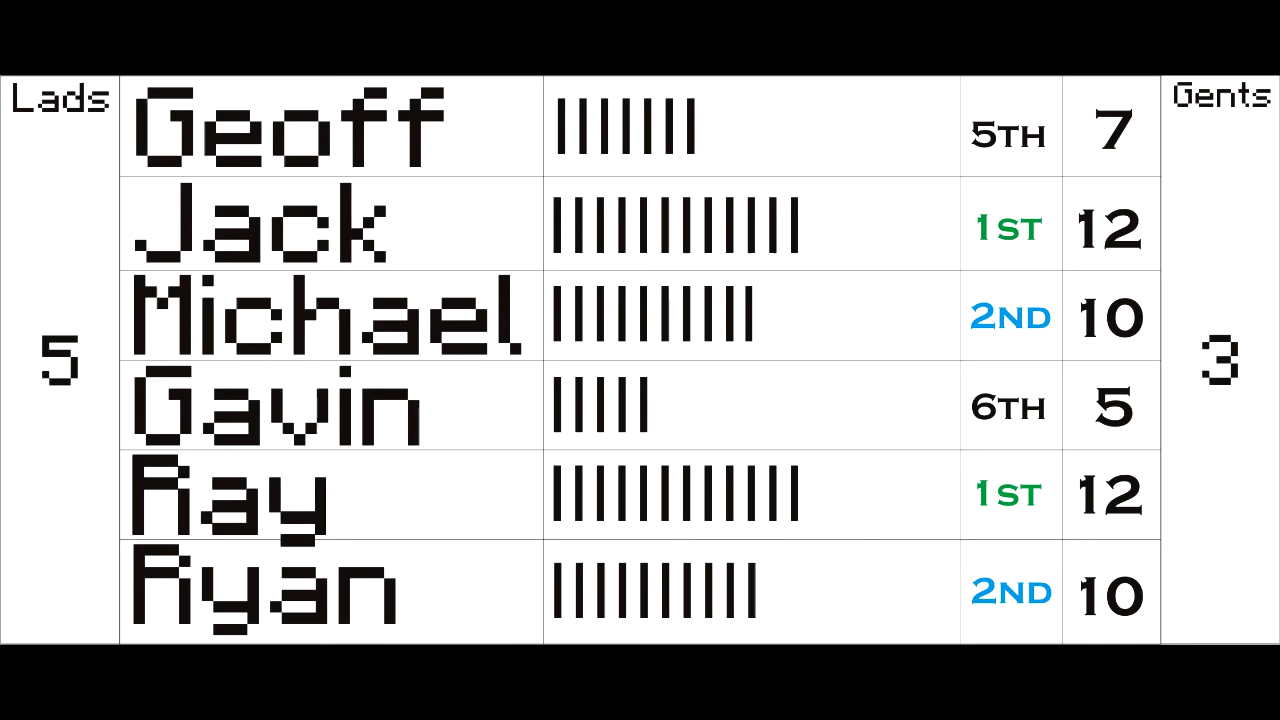 Lads
5
Geoff 5TH 7
Jack 1ST 12
Michael 2ND 10
Gavin 6TH 5
Ray 1ST 12
Ryan 2ND 10
Gents
3